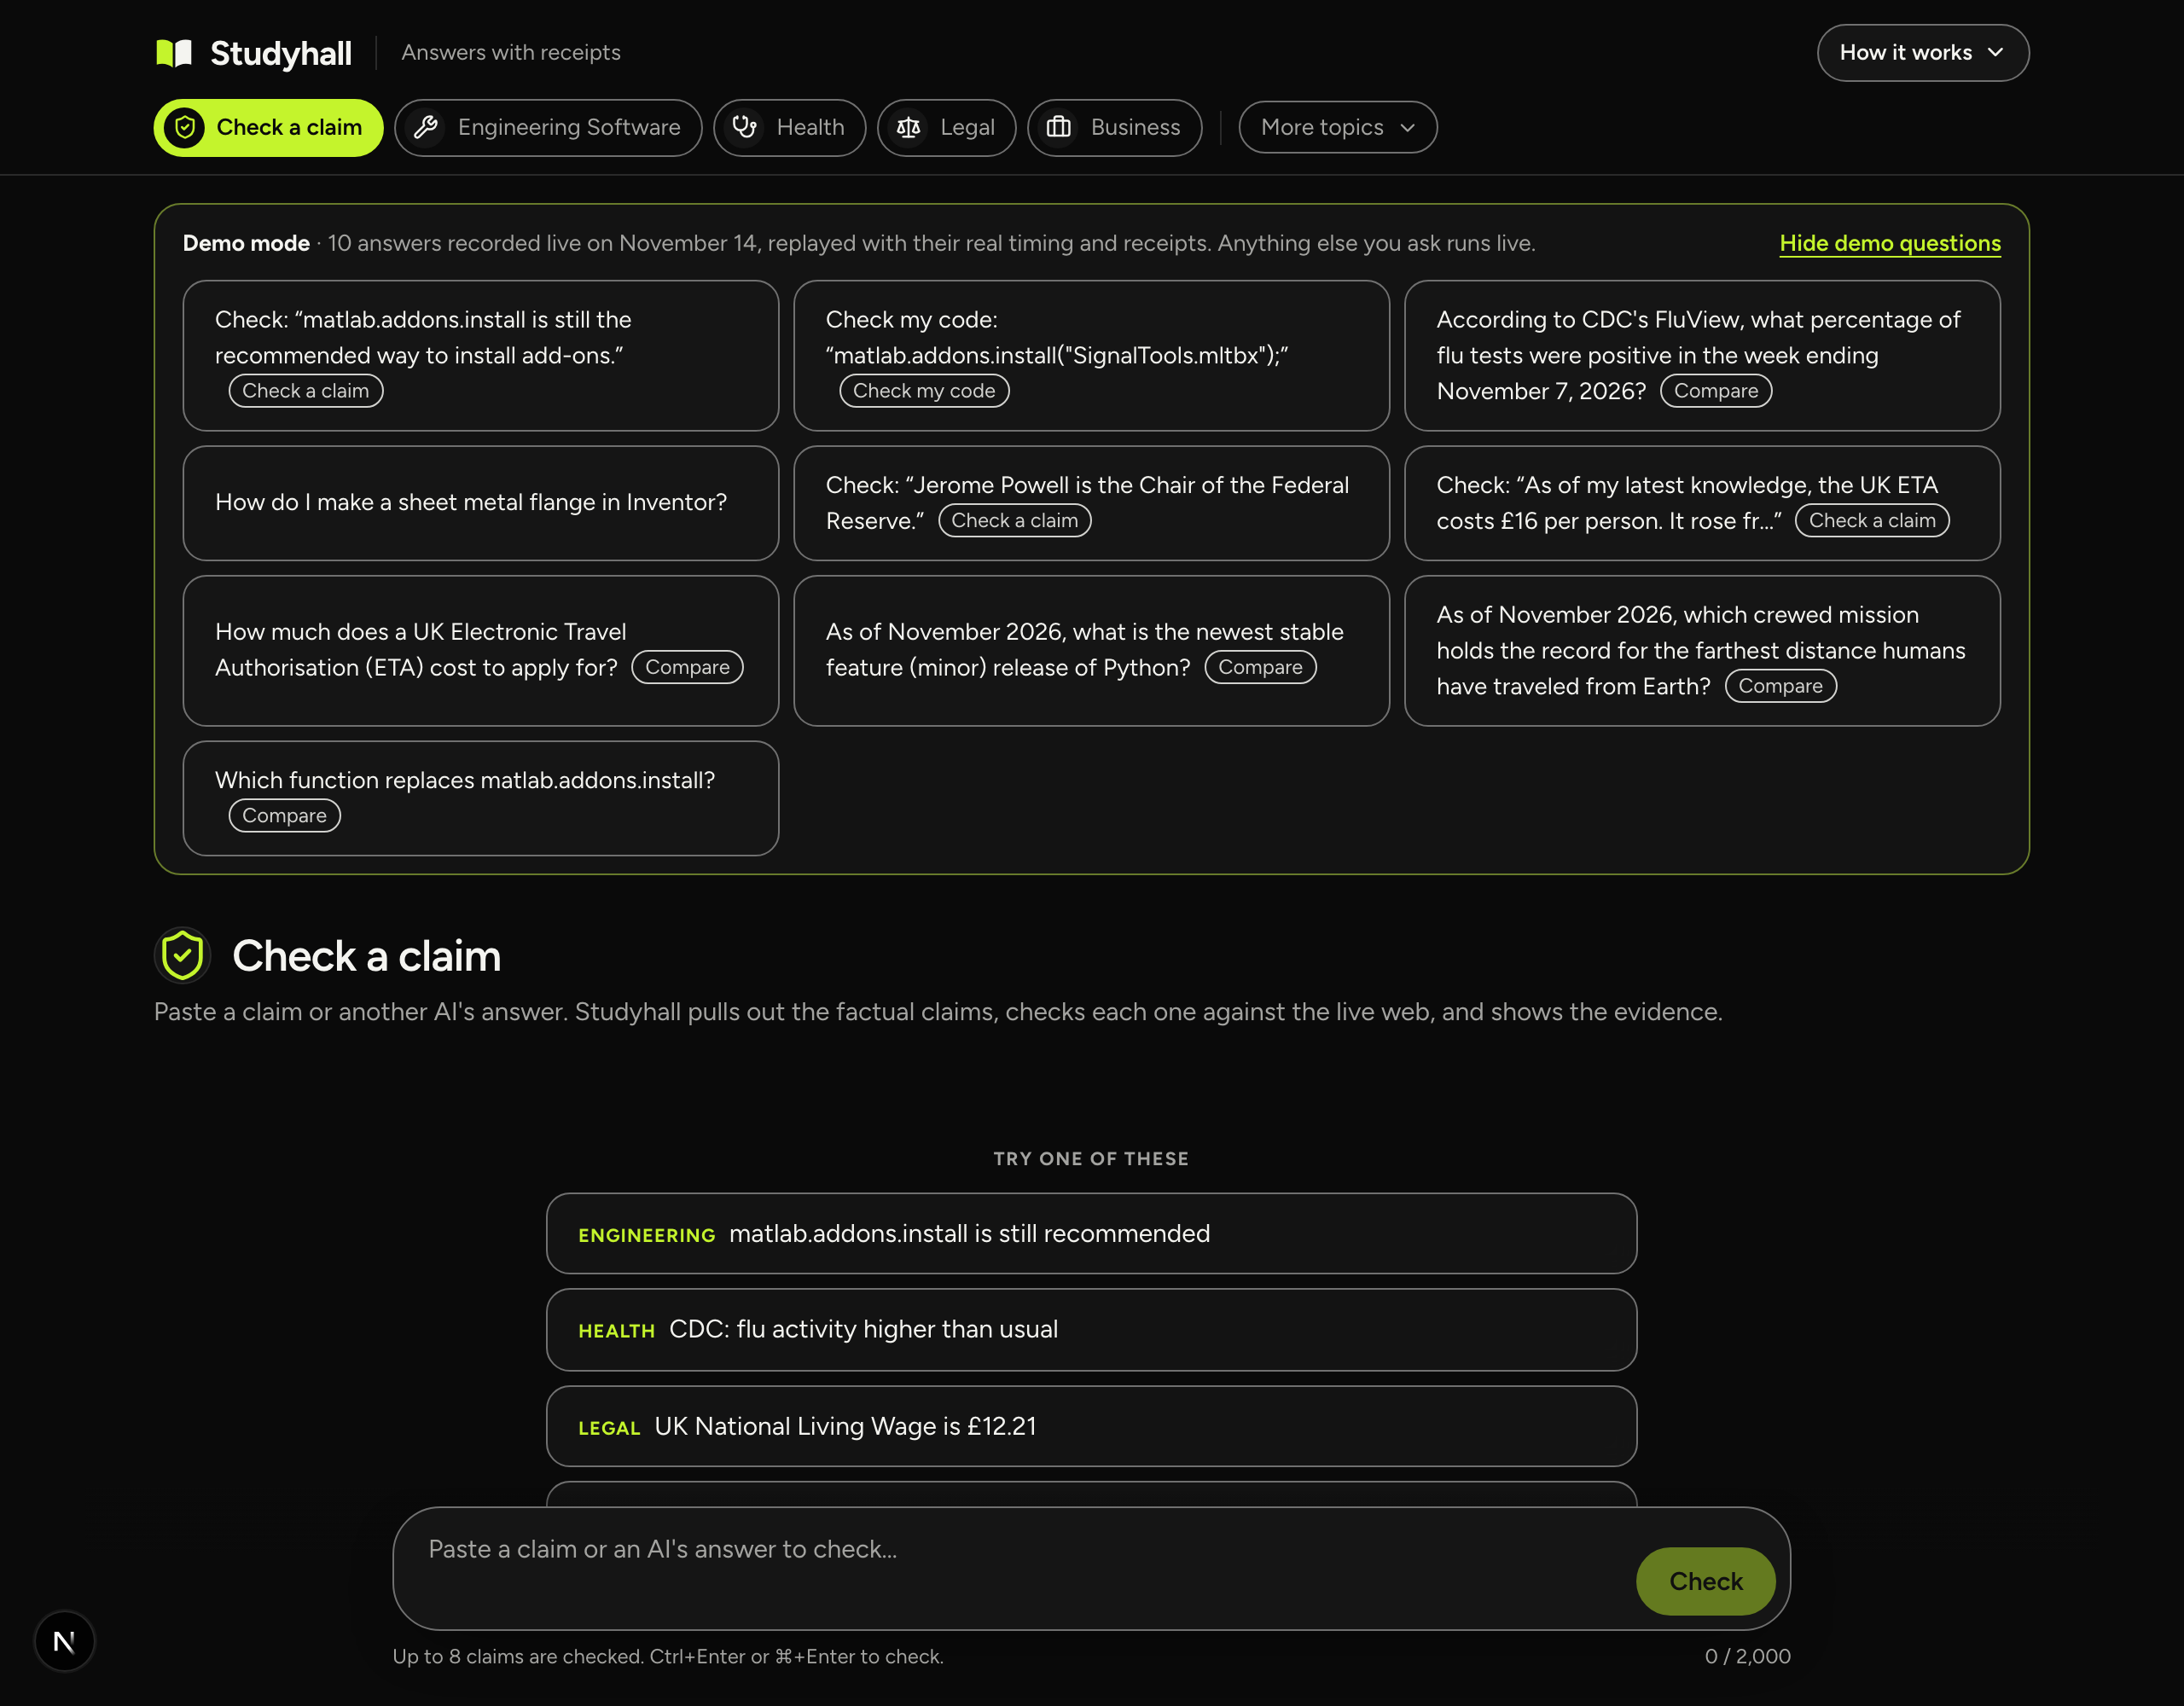 Studyhall
Answers with receipts
How it works
Check a claim
Engineering Software
Health
Legal
Business
More topics
Demo mode · 10 answers recorded live on November 14, replayed with their real timing and receipts. Anything else you ask runs live.
Hide demo questions
Check: “matlab.addons.install is still the
recommended way to install add-ons.”
Check a claim
Check my code:
“matlab.addons.install("SignalTools.mltbx");”
Check my code
According to CDC's FluView, what percentage of
flu tests were positive in the week ending
November 7, 2026? Compare
How do I make a sheet metal flange in Inventor?
Check: “Jerome Powell is the Chair of the Federal
Reserve.” Check a claim
Check: “As of my latest knowledge, the UK ETA
costs £16 per person. It rose fr...” Check a claim
How much does a UK Electronic Travel
Authorisation (ETA) cost to apply for? Compare
As of November 2026, what is the newest stable
feature (minor) release of Python? Compare
As of November 2026, which crewed mission
holds the record for the farthest distance humans
have traveled from Earth? Compare
Which function replaces matlab.addons.install?
Compare
Check a claim
Paste a claim or another AI's answer. Studyhall pulls out the factual claims, checks each one against the live web, and shows the evidence.
TRY ONE OF THESE
ENGINEERING matlab.addons.install is still recommended
HEALTH CDC: flu activity higher than usual
LEGAL UK National Living Wage is £12.21
Paste a claim or an AI's answer to check...
Check
N
Up to 8 claims are checked. Ctrl+Enter or ⌘+Enter to check.
0 / 2,000